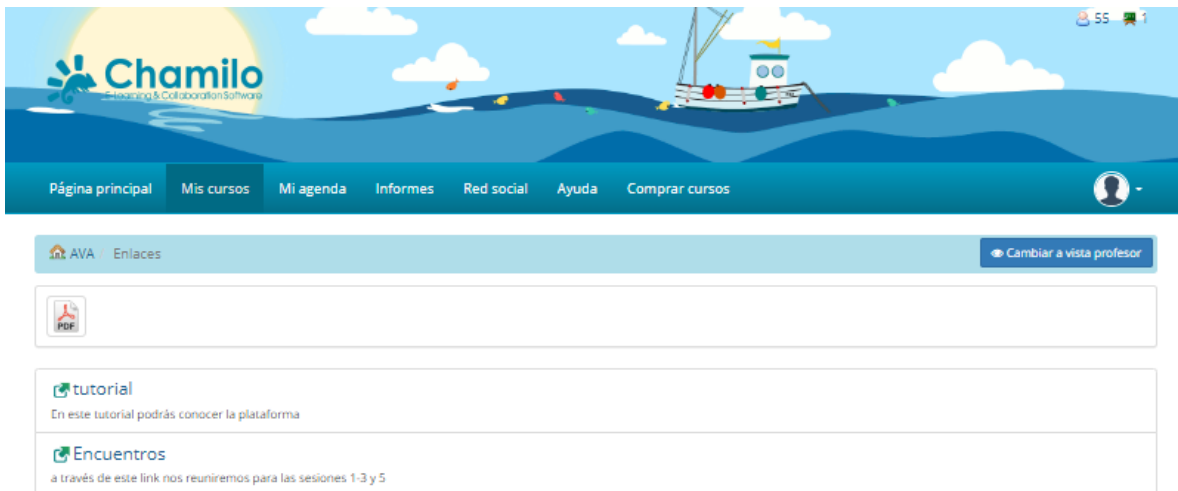 55 1
Chamilo
E-Learning & Collaboration Software
Página principal Mis cursos Mi agenda Informes Red social Ayuda Comprar cursos
AVA / Enlaces
Cambiar a vista profesor
PDF
tutorial
En este tutorial podrás conocer la plataforma
Encuentros
a través de este link nos reuniremos para las sesiones 1-3 y 5